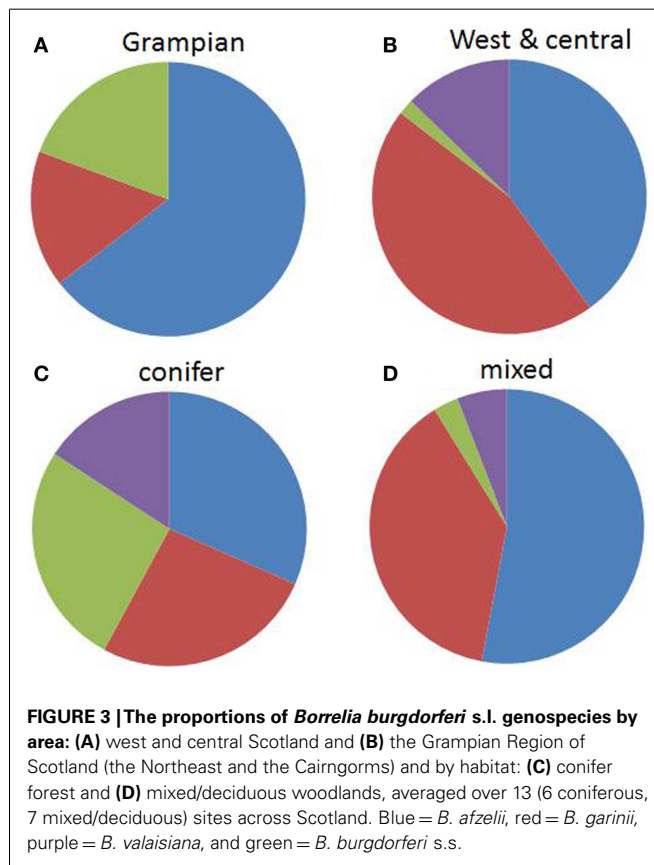 A Grampian
B West & central
C conifer
D mixed
FIGURE 3 | The proportions of Borrelia burgdorferi s.l. genospecies by
area: (A) west and central Scotland and (B) the Grampian Region of
Scotland (the Northeast and the Cairngorms) and by habitat: (C) conifer
forest and (D) mixed/deciduous woodlands, averaged over 13 (6 coniferous,
7 mixed/deciduous) sites across Scotland. Blue = B. afzelii, red = B. garinii,
purple = B. valaisiana, and green = B. burgdorferi s.s.